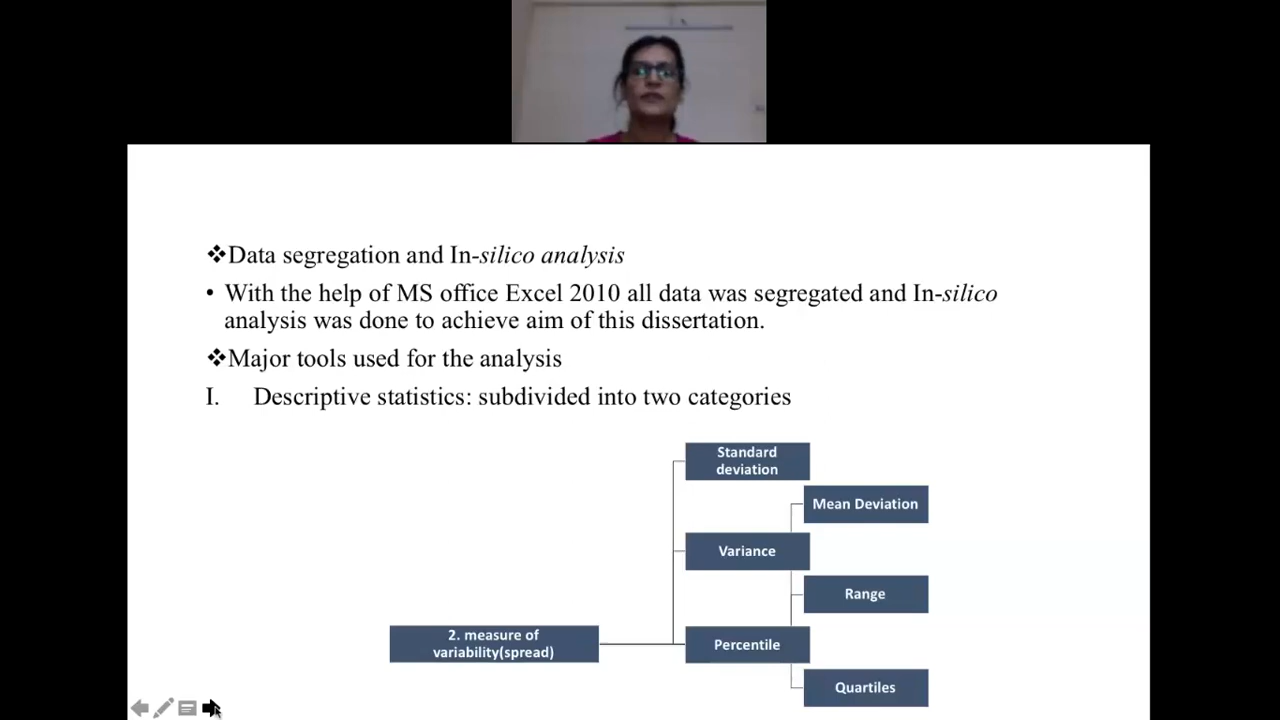 ❖Data segregation and In-silico analysis
• With the help of MS office Excel 2010 all data was segregated and In-silico
analysis was done to achieve aim of this dissertation.
❖Major tools used for the analysis
I. Descriptive statistics: subdivided into two categories
Standard
deviation
Mean Deviation
Variance
Range
2. measure of
variability(spread)
Percentile
Quartiles